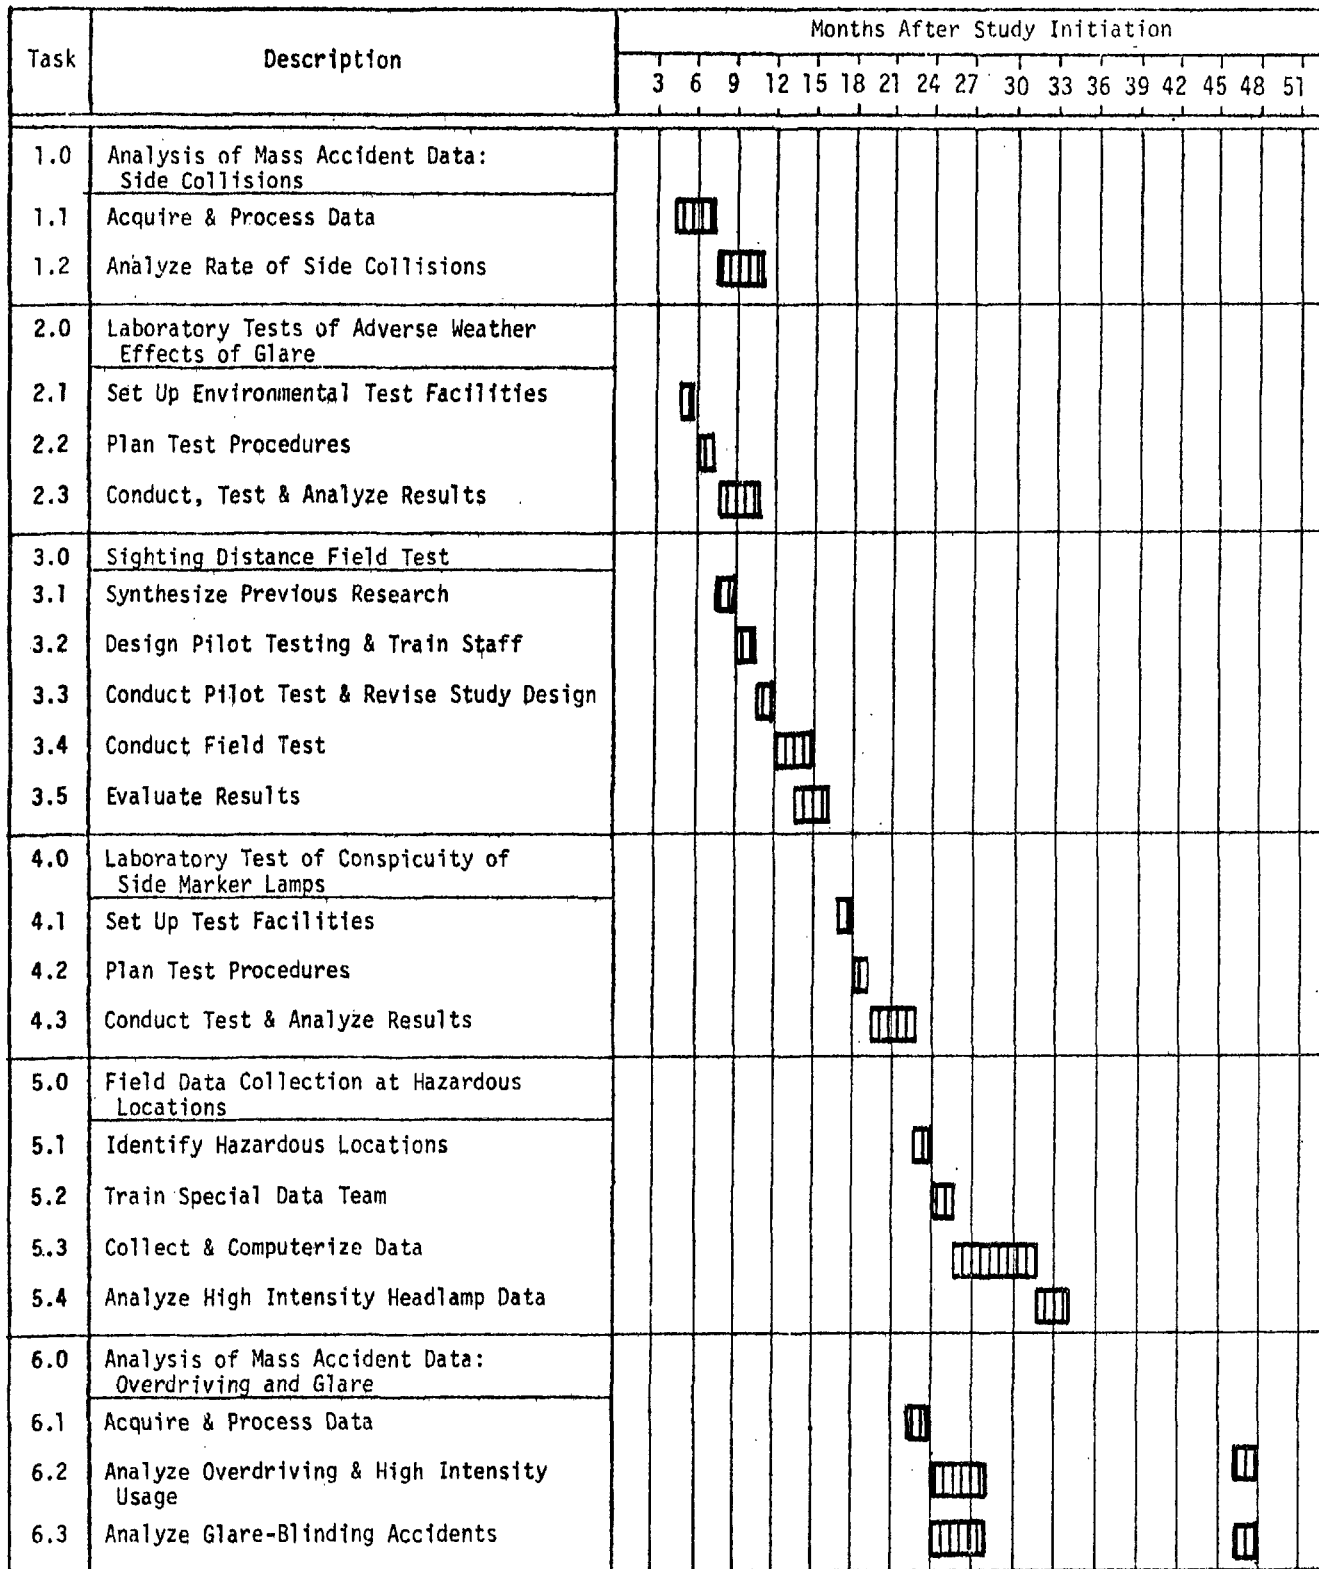 Months After Study Initiation
Task Description
3 6 9 12 15 18 21 24 27 30 33 36 39 42 45 48 51
1.0 Analysis of Mass Accident Data:
Side Collisions
1.1 Acquire & Process Data
1.2 Analyze Rate of Side Collisions
2.0 Laboratory Tests of Adverse Weather
Effects of Glare
2.1 Set Up Environmental Test Facilities
2.2 Plan Test Procedures
2.3 Conduct, Test & Analyze Results
3.0 Sighting Distance Field Test
3.1 Synthesize Previous Research
3.2 Design Pilot Testing & Train Staff
3.3 Conduct Pilot Test & Revise Study Design
3.4 Conduct Field Test
3.5 Evaluate Results
4.0 Laboratory Test of Conspicuity of
Side Marker Lamps
4.1 Set Up Test Facilities
4.2 Plan Test Procedures
4.3 Conduct Test & Analyze Results
5.0 Field Data Collection at Hazardous
Locations
5.1 Identify Hazardous Locations
5.2 Train Special Data Team
5.3 Collect & Computerize Data
5.4 Analyze High Intensity Headlamp Data
6.0 Analysis of Mass Accident Data:
Overdriving and Glare
6.1 Acquire & Process Data
6.2 Analyze Overdriving & High Intensity
Usage
6.3 Analyze Glare-Blinding Accidents